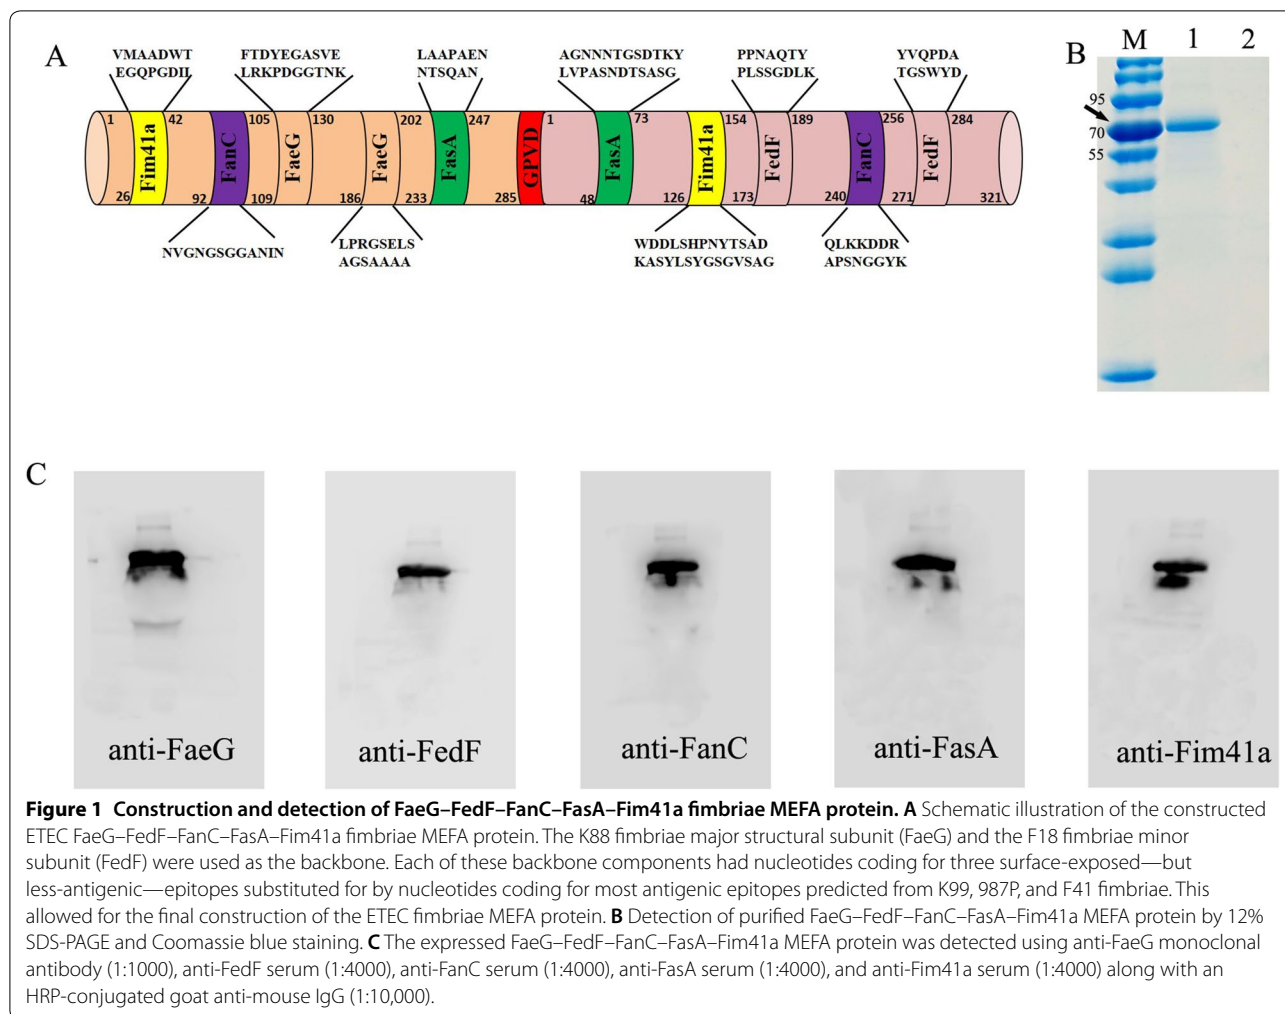 A
VMAADWT
EGQPGDIL
FTDYEGASVE
LRKPDGGTNK
LAAPAEN
NTSQAN
AGNNNTGSDTKY
LVPASNDTSASG
PPNAQTY
PLSSGDLK
YVQPDA
TGSWYD
1 42 105 130 202 247 1 73 154 189 256 284
Fim41a FanC FaeG FaeG FasA GPVD FasA Fim41a FedF FanC FedF
26 92 109 186 233 285 48 126 173 240 271 321
NVGNGSGGANIN
LPRGSELS
AGSAAAA
WDDLSHPNYTSAD
KASYLSYGSGVSAG
QLKKDDR
APSNGGYK
B
M 1 2
95
70
55
C
anti-FaeG
anti-FedF
anti-FanC
anti-FasA
anti-Fim41a
Figure 1 Construction and detection of FaeG–FedF–FanC–FasA–Fim41a fimbriae MEFA protein. A Schematic illustration of the constructed
ETEC FaeG–FedF–FanC–FasA–Fim41a fimbriae MEFA protein. The K88 fimbriae major structural subunit (FaeG) and the F18 fimbriae minor
subunit (FedF) were used as the backbone. Each of these backbone components had nucleotides coding for three surface-exposed—but
less-antigenic—epitopes substituted for by nucleotides coding for most antigenic epitopes predicted from K99, 987P, and F41 fimbriae. This
allowed for the final construction of the ETEC fimbriae MEFA protein. B Detection of purified FaeG–FedF–FanC–FasA–Fim41a MEFA protein by 12%
SDS-PAGE and Coomassie blue staining. C The expressed FaeG–FedF–FanC–FasA–Fim41a MEFA protein was detected using anti-FaeG monoclonal
antibody (1:1000), anti-FedF serum (1:4000), anti-FanC serum (1:4000), anti-FasA serum (1:4000), and anti-Fim41a serum (1:4000) along with an
HRP-conjugated goat anti-mouse IgG (1:10,000).